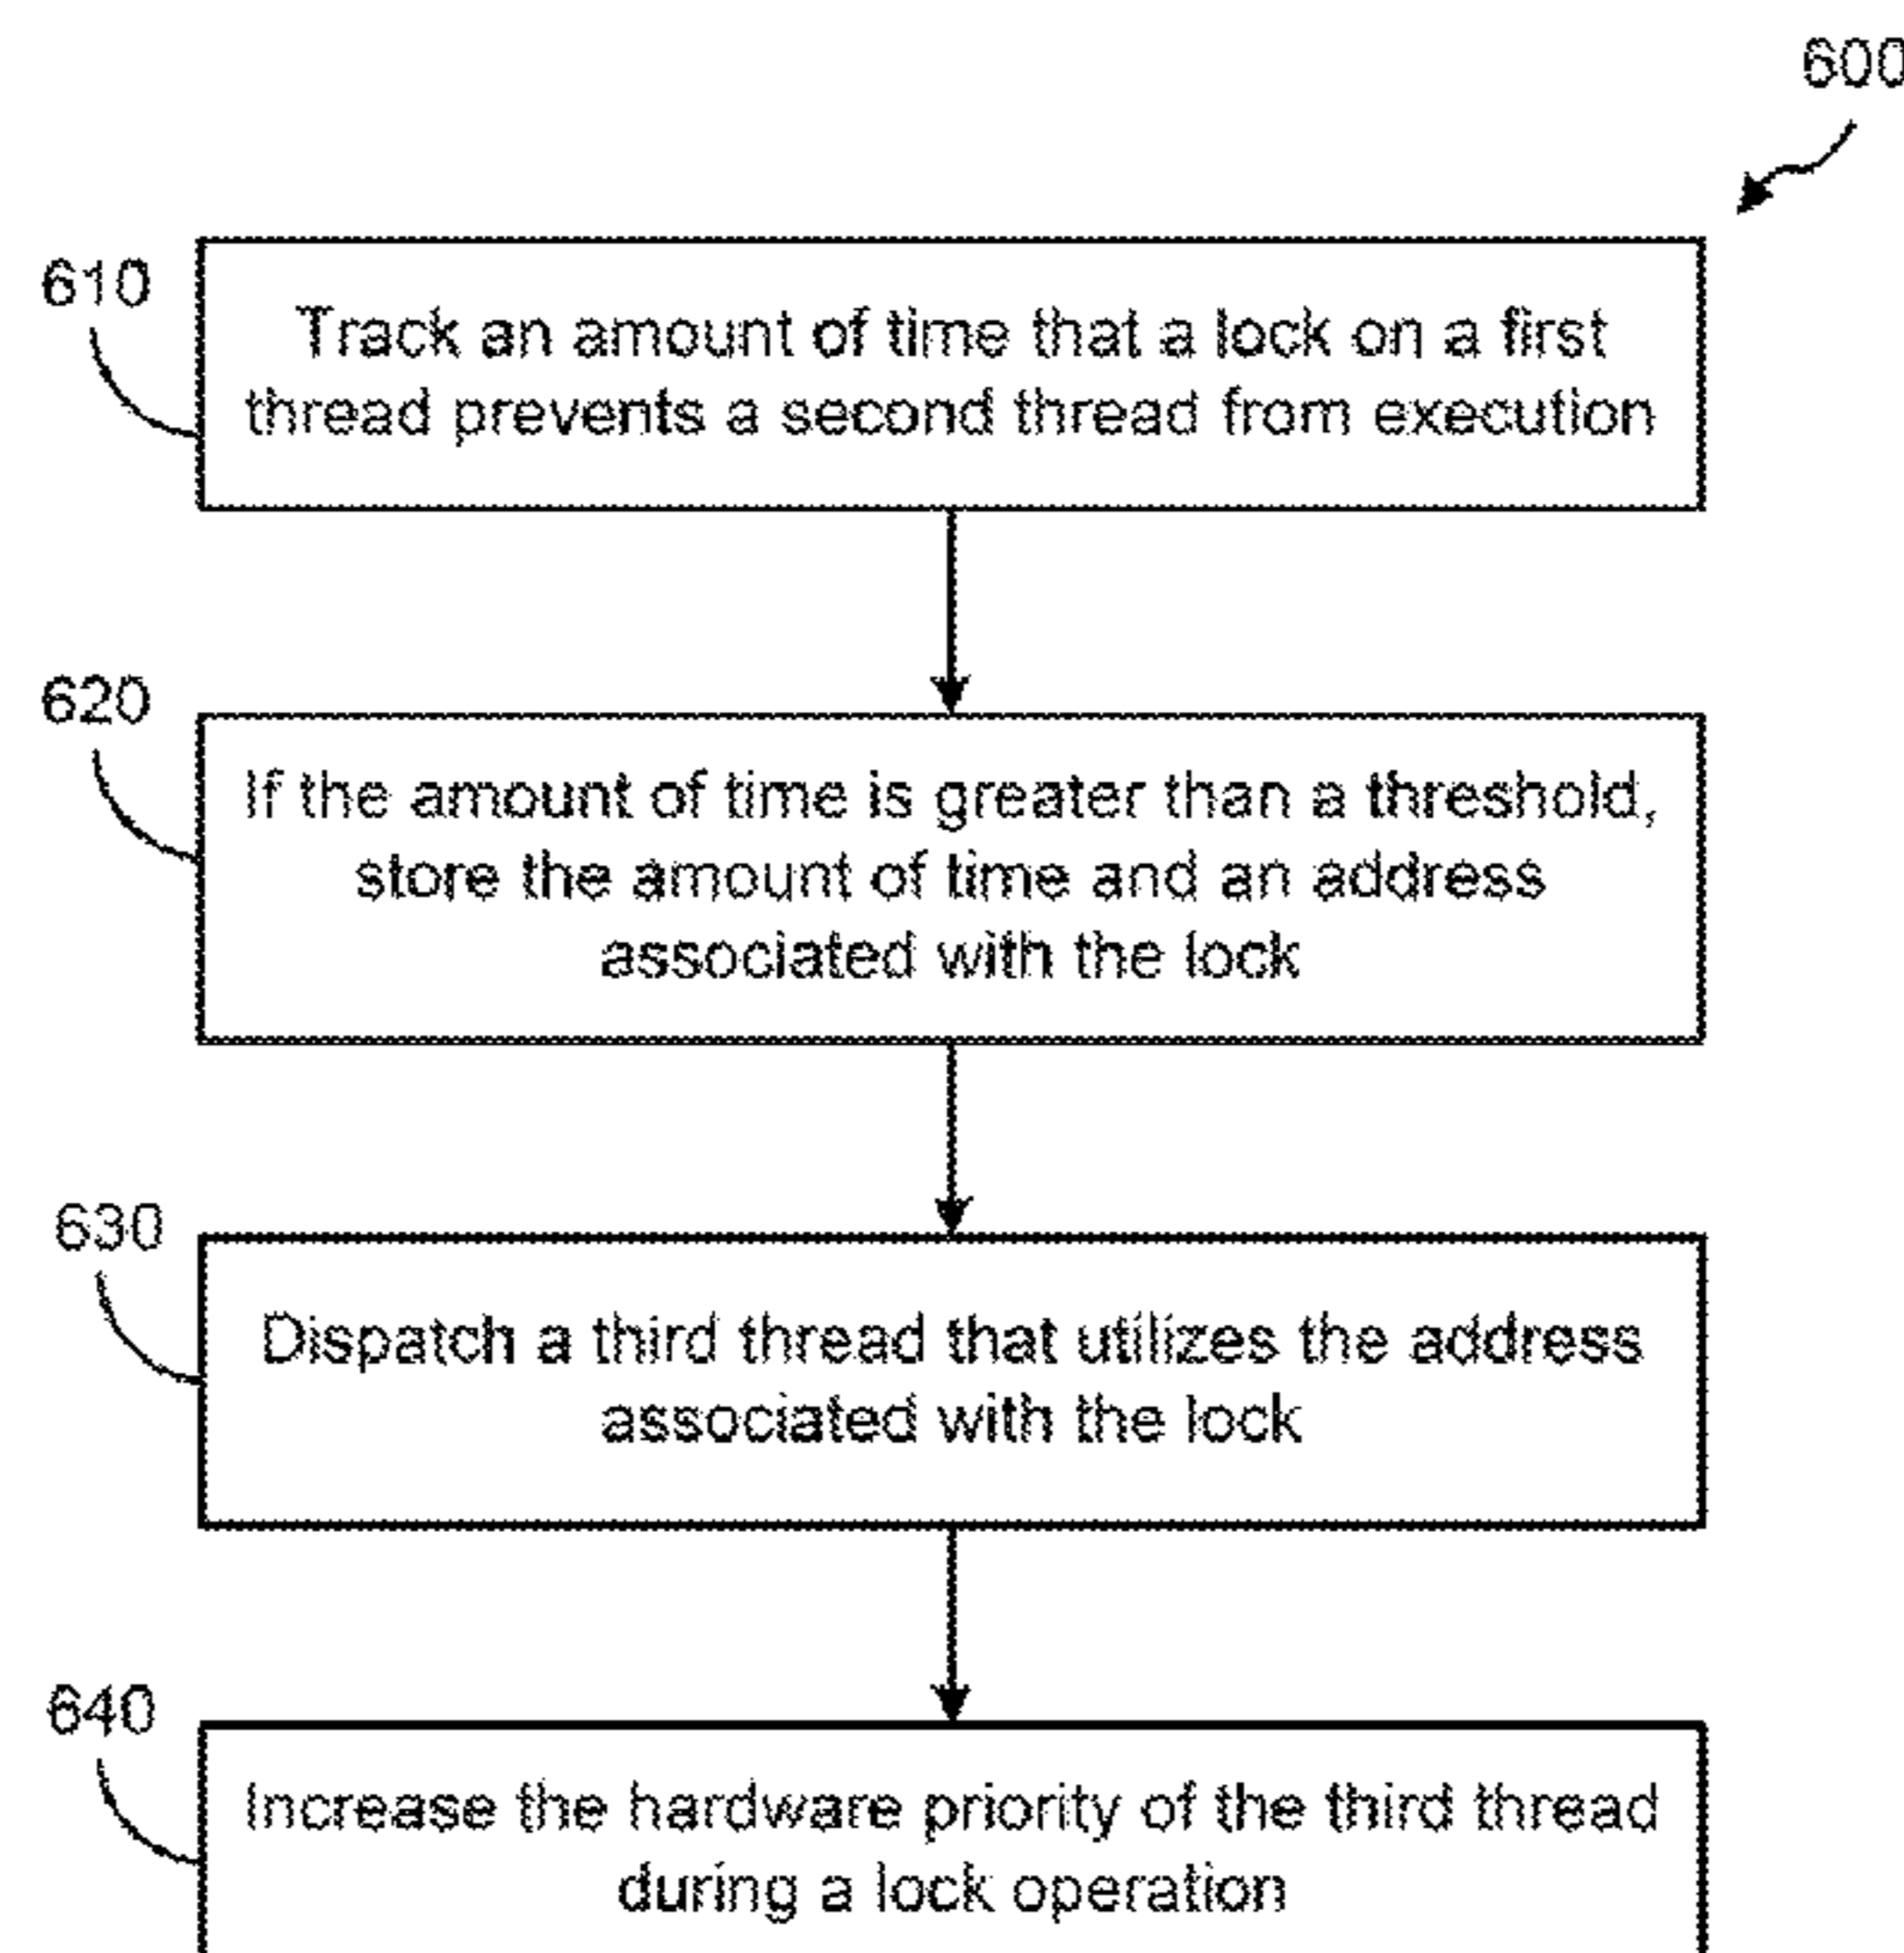 600
610
Track an amount of time that a lock on a first
thread prevents a second thread from execution
620
If the amount of time is greater than a threshold,
store the amount of time and an address
associated with the lock
630
Dispatch a third thread that utilizes the address
associated with the lock
640
Increase the hardware priority of the third thread
during a lock operation